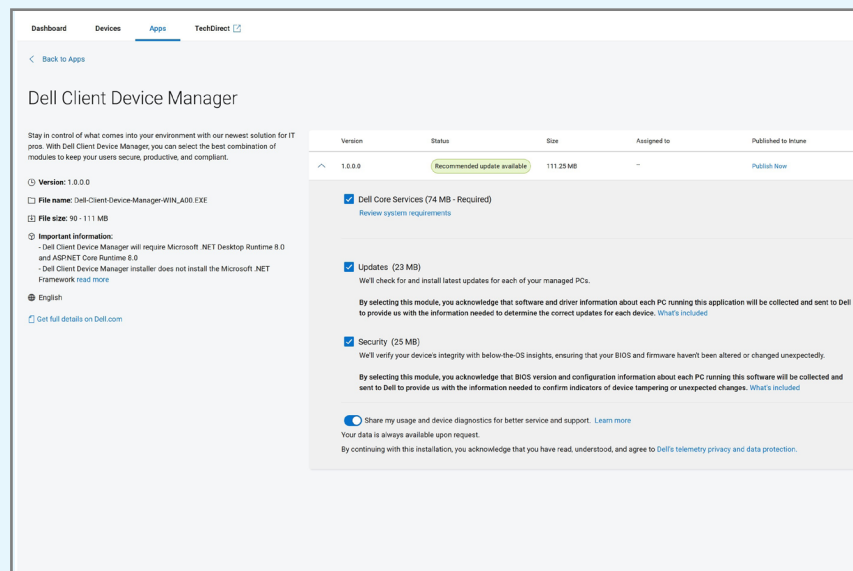 Dashboard Devices Apps TechDirect
Back to Apps
Dell Client Device Manager
Stay in control of what comes into your environment with our newest solution for IT
pros. With Dell Client Device Manager, you can select the best combination of
modules to keep your users secure, productive, and compliant.
Version: 1.0.0.0
File name: Dell-Client-Device-Manager-WIN_A00.EXE
File size: 90 - 111 MB
Important information:
- Dell Client Device Manager will require Microsoft .NET Desktop Runtime 8.0
and ASP.NET Core Runtime 8.0
- Dell Client Device Manager installer does not install the Microsoft .NET
Framework read more
English
Get full details on Dell.com
Version Status Size Assigned to Published to Intune
1.0.0.0 Recommended update available 111.25 MB – Publish Now
Dell Core Services (74 MB - Required)
Review system requirements
Updates (23 MB)
We'll check for and install latest updates for each of your managed PCs.
By selecting this module, you acknowledge that software and driver information about each PC running this application will be collected and sent to Dell
to provide us with the information needed to determine the correct updates for each device. What's included
Security (25 MB)
We'll verify your device's integrity with below-the-OS insights, ensuring that your BIOS and firmware haven't been altered or changed unexpectedly.
By selecting this module, you acknowledge that BIOS version and configuration information about each PC running this software will be collected and
sent to Dell to provide us with the information needed to confirm indicators of device tampering or unexpected changes. What's included
Share my usage and device diagnostics for better service and support. Learn more
Your data is always available upon request.
By continuing with this installation, you acknowledge that you have read, understood, and agree to Dell's telemetry privacy and data protection.